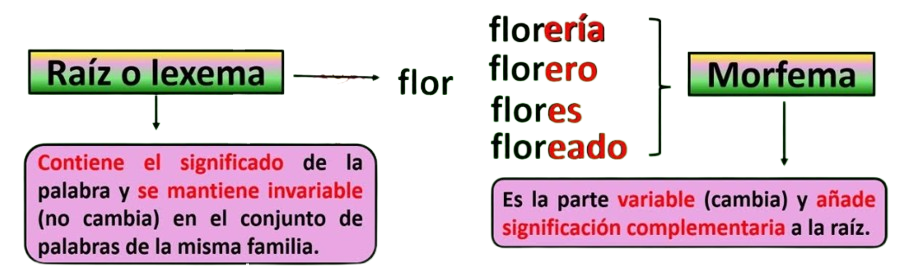 Raíz o lexema
flor
Contiene el significado de la
palabra y se mantiene invariable
(no cambia) en el conjunto de
palabras de la misma familia.
florería
florero
flores
floreado
Morfema
Es la parte variable (cambia) y añade
significación complementaria a la raíz.